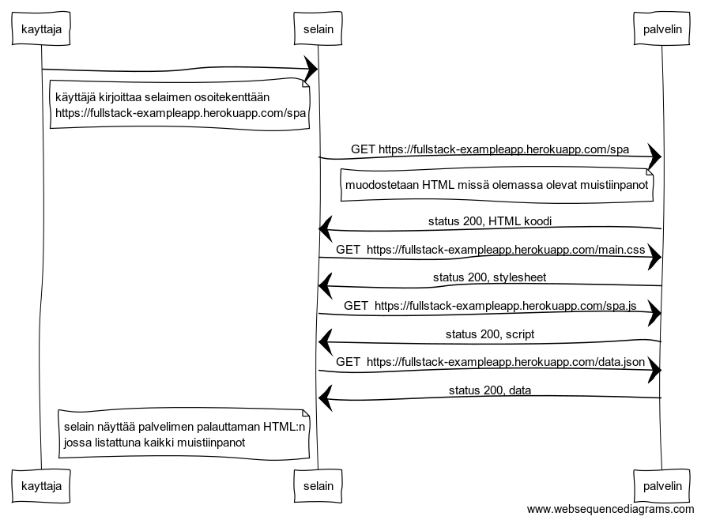 kayttaja
selain
palvelin
käyttäjä kirjoittaa selaimen osoitekenttään
https://fullstack-exampleapp.herokuapp.com/spa
GET https://fullstack-exampleapp.herokuapp.com/spa
muodostetaan HTML missä olemassa olevat muistiinpanot
status 200, HTML koodi
GET https://fullstack-exampleapp.herokuapp.com/main.css
status 200, stylesheet
GET https://fullstack-exampleapp.herokuapp.com/spa.js
status 200, script
GET https://fullstack-exampleapp.herokuapp.com/data.json
status 200, data
selain näyttää palvelimen palauttaman HTML:n
jossa listattuna kaikki muistiinpanot
kayttaja
selain
palvelin
www.websequencediagrams.com